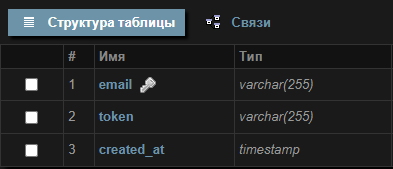 Структура таблицы Связи
# Имя Тип
1 email varchar(255)
2 token varchar(255)
3 created_at timestamp